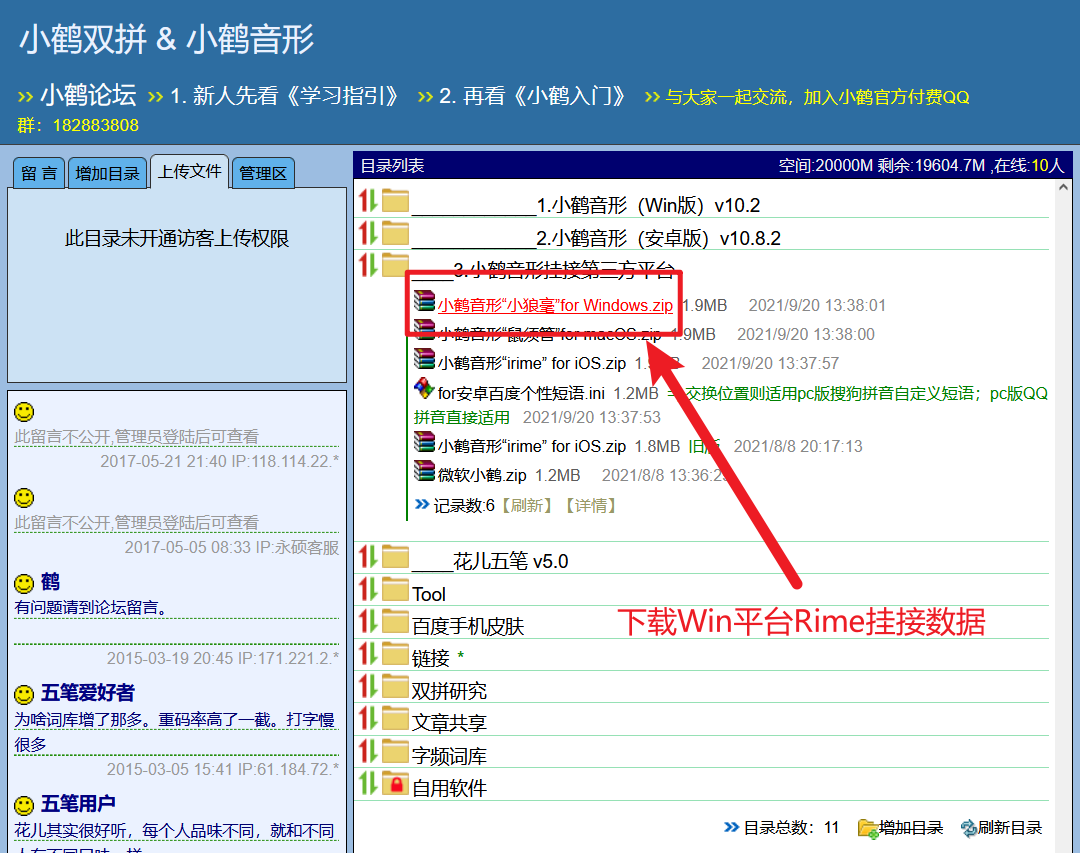 小鹤双拼 & 小鹤音形
>> 小鹤论坛 >> 1. 新人先看《学习指引》 >> 2. 再看《小鹤入门》 >> 与大家一起交流，加入小鹤官方付费QQ
群：182883808
留 言 增加目录 上传文件 管理区
此目录未开通访客上传权限
此留言不公开,管理员登陆后可查看
2017-05-21 21:40 IP:118.114.22.*
此留言不公开,管理员登陆后可查看
2017-05-05 08:33 IP:永硕客服
鹤
有问题请到论坛留言。
2015-03-19 20:45 IP:171.221.2.*
五笔爱好者
为啥词库增了那多。重码率高了一截。打字慢
很多
2015-03-05 15:41 IP:61.184.72.*
五笔用户
花儿其实很好听，每个人品味不同，就和不同
目录列表 空间:20000M 剩余:19604.7M ,在线:10人
____________1.小鹤音形（Win版）v10.2
____________2.小鹤音形（安卓版）v10.8.2
____3.小鹤音形挂接第三方平台
小鹤音形“小狼毫”for Windows.zip 1.9MB 2021/9/20 13:38:01
小鹤音形“鼠须管”for macOS.zip 1.9MB 2021/9/20 13:38:00
小鹤音形“irime” for iOS.zip 2021/9/20 13:37:57
for安卓百度个性短语.ini 1.2MB 交换位置则适用pc版搜狗拼音自定义短语；pc版QQ
拼音直接适用 2021/9/20 13:37:53
小鹤音形“irime” for iOS.zip 1.8MB 旧版 2021/8/8 20:17:13
微软小鹤.zip 1.2MB 2021/8/8 13:36:2
>> 记录数:6【刷新】【详情】
____花儿五笔 v5.0
Tool
百度手机皮肤
下载Win平台Rime挂接数据
链接 *
双拼研究
文章共享
字频词库
自用软件
>> 目录总数：11 增加目录 刷新目录